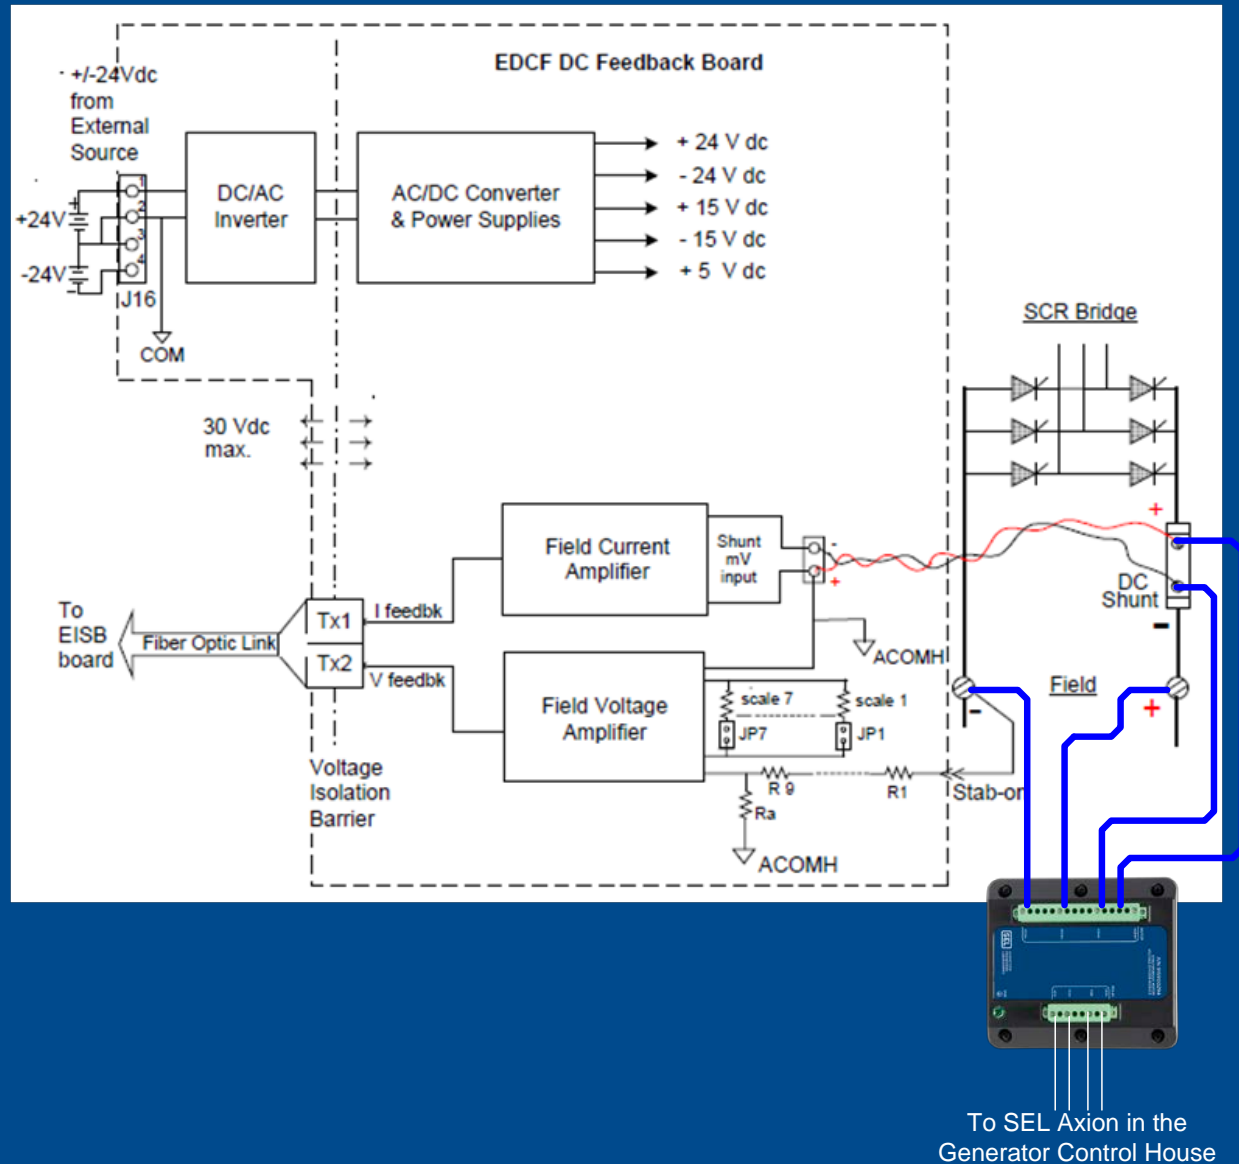 EDCF DC Feedback Board
+/-24Vdc
from
External
Source
1
2
3
4
+
+24V
-24V
-
J16
COM
DC/AC
Inverter
AC/DC Converter
& Power Supplies
+ 24 V dc
- 24 V dc
+ 15 V dc
- 15 V dc
+ 5 V dc
SCR Bridge
30 Vdc
max.
Field Current
Amplifier
Shunt
mV
input
-
+
+
DC
Shunt
-
To
EISB
board
Fiber Optic Link
Tx1
Tx2
I feedbk
V feedbk
ACOMH
Field Voltage
Amplifier
scale 7
scale 1
JP7
JP1
Field
-
+
R 9
R1
Stab-on
Ra
ACOMH
Voltage
Isolation
Barrier
SEL
To SEL Axion in the
Generator Control House